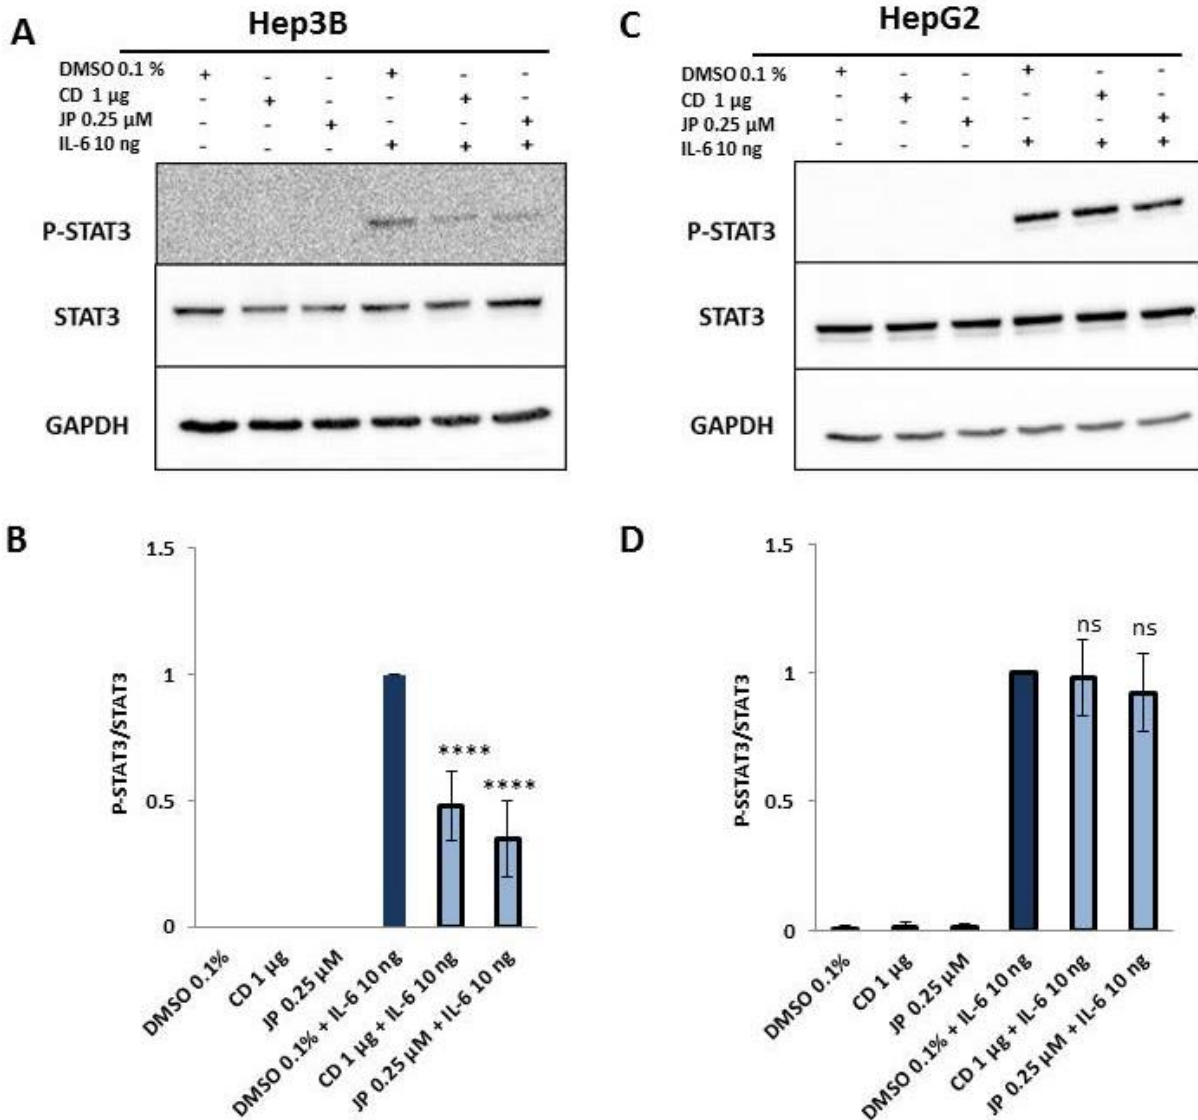 A
Hep3B
DMSO 0.1 % + - - + - -
CD 1 µg - + - - + -
JP 0.25 µM - - + - - +
IL-6 10 ng - - - + + +
P-STAT3
STAT3
GAPDH
C
HepG2
DMSO 0.1 % + - - + - -
CD 1 µg - + - - + -
JP 0.25 µM - - + - - +
IL-6 10 ng - - - + + +
P-STAT3
STAT3
GAPDH
B
P-STAT3/STAT3
1.5
1
0.5
0
****
****
DMSO 0.1%
CD 1 µg
JP 0.25 µM
DMSO 0.1% + IL-6 10 ng
CD 1 µg + IL-6 10 ng
JP 0.25 µM + IL-6 10 ng
D
P-SSTAT3/STAT3
1.5
1
0.5
0
ns
ns
DMSO 0.1%
CD 1 µg
JP 0.25 µM
DMSO 0.1% + IL-6 10 ng
CD 1 µg + IL-6 10 ng
JP 0.25 µM + IL-6 10 ng